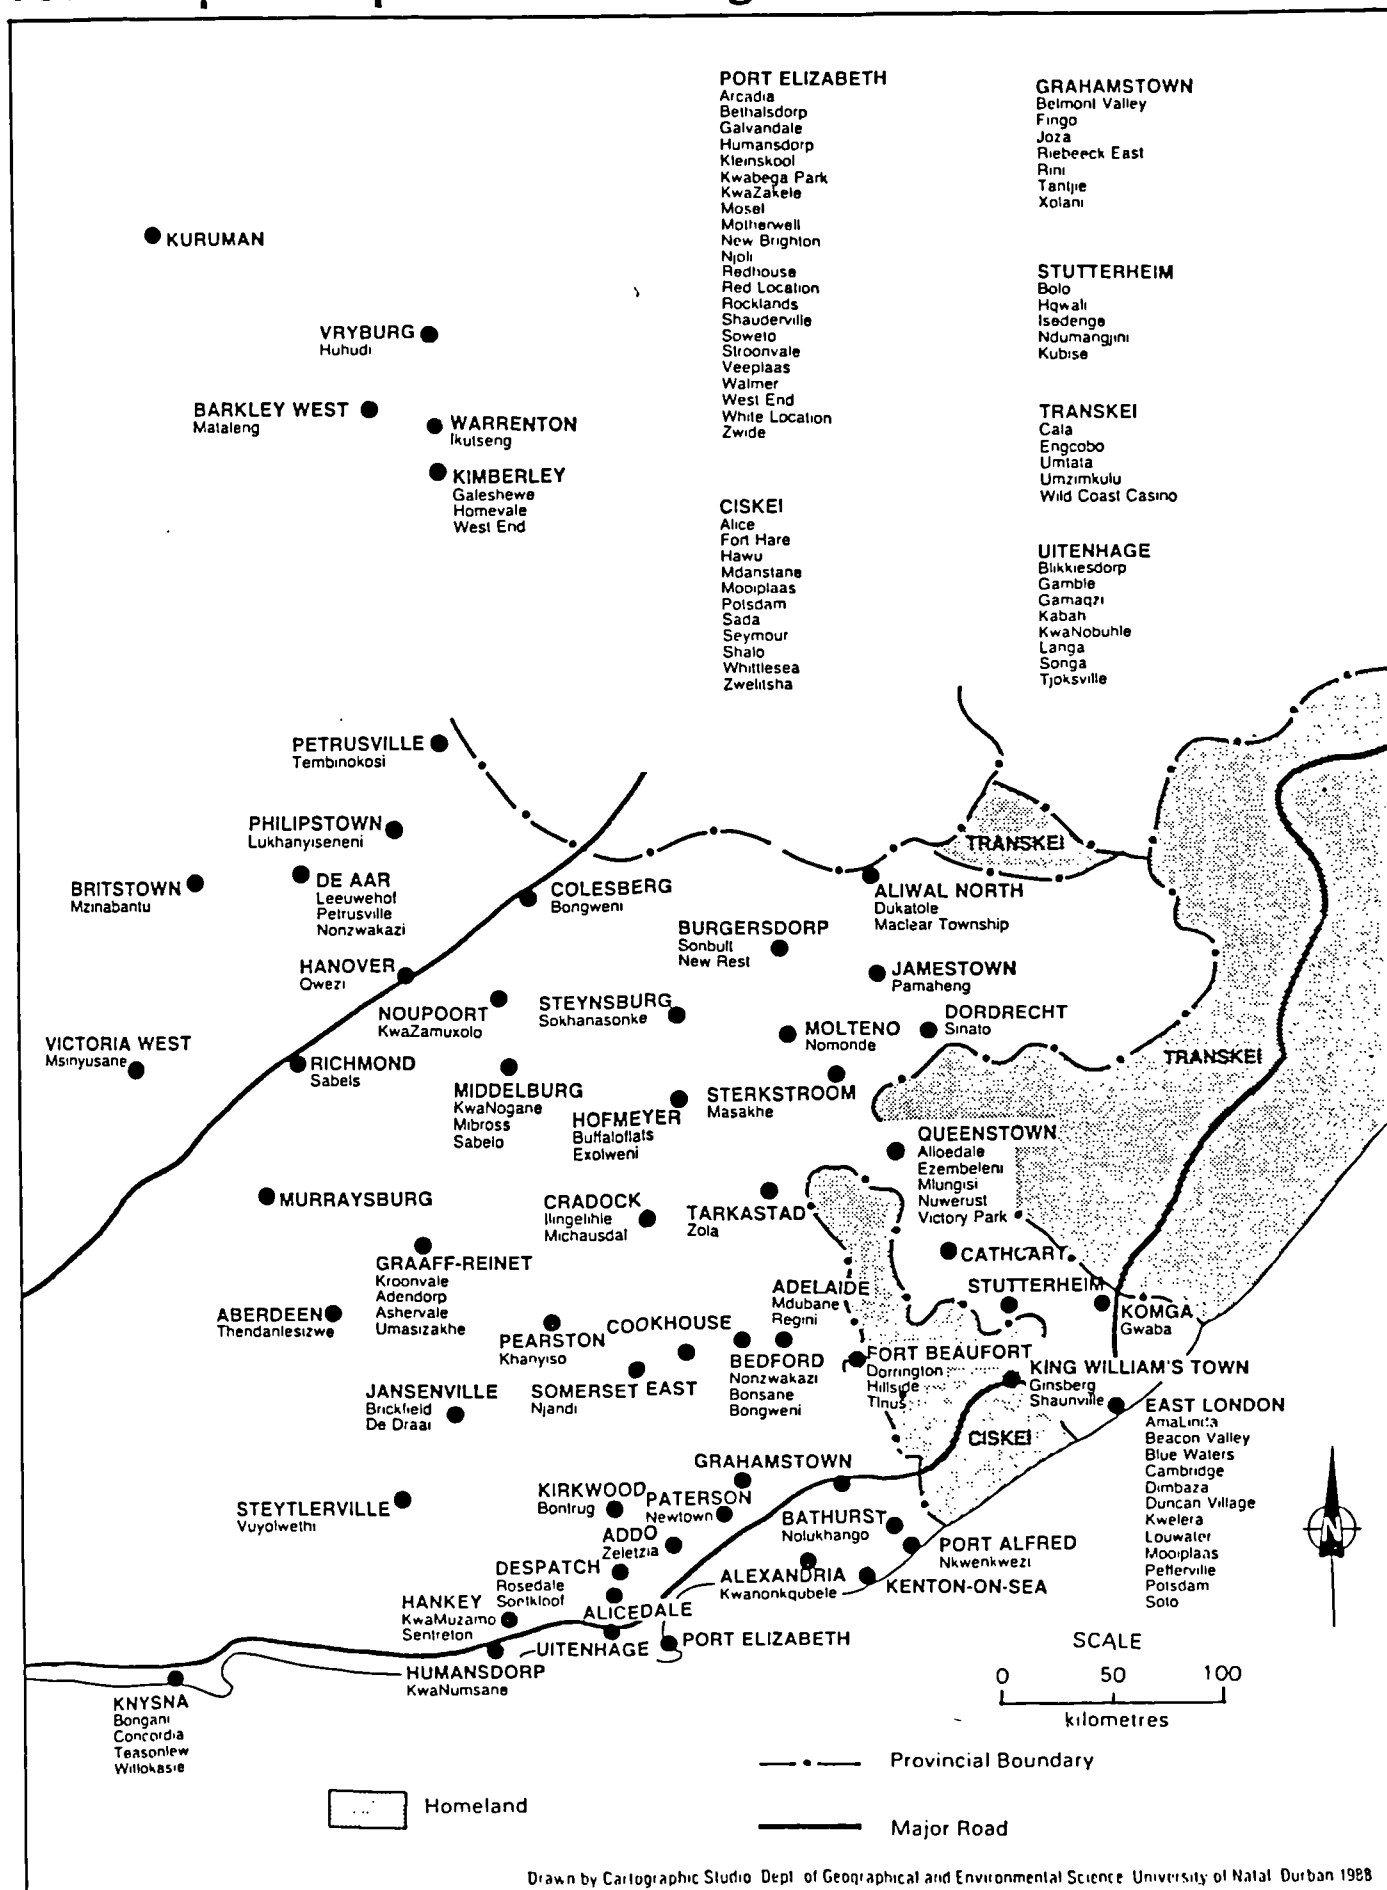 PORT ELIZABETH
Arcadia
Bethalsdorp
Galvandale
Humansdorp
Kleinskool
Kwabega Park
KwaZakele
Mosel
Motherwell
New Brighton
Njoli
Redhouse
Red Location
Rocklands
Shauderville
Soweto
Stroonvale
Veeplaas
Walmer
West End
White Location
Zwide
GRAHAMSTOWN
Belmont Valley
Fingo
Joza
Riebeeck East
Rini
Tantjie
Xolani
STUTTERHEIM
Bolo
Hqwali
Isedenge
Ndumangjini
Kubise
TRANSKEI
Cala
Engcobo
Umtata
Umzimkulu
Wild Coast Casino
CISKEI
Alice
Fort Hare
Hawu
Mdanstane
Mooiplaas
Potsdam
Sada
Seymour
Shalo
Whittlesea
Zwelitsha
UITENHAGE
Blikkiesdorp
Gamble
Gamaqzi
Kabah
KwaNobuhle
Langa
Songa
Tjoksville
KURUMAN
VRYBURG
Huhudi
BARKLEY WEST
Mataleng
WARRENTON
Ikutseng
KIMBERLEY
Galeshewe
Homevale
West End
PETRUSVILLE
Tembinokosi
PHILIPSTOWN
Lukhanyiseneni
BRITSTOWN
Mzinabantu
DE AAR
Leeuwehof
Petrusville
Nonzwakazi
COLESBERG
Bongweni
TRANSKEI
ALIWAL NORTH
Dukatole
Maclear Township
BURGERSDORP
Sonbult
New Rest
HANOVER
Qwezi
JAMESTOWN
Pamaheng
NOUPOORT
KwaZamuxolo
STEYNSBURG
Sokhanasonke
MOLTENO
Nomonde
DORDRECHT
Sinato
VICTORIA WEST
Msinyusane
RICHMOND
Sabels
TRANSKEI
MIDDELBURG
KwaNogane
Mibross
Sabelo
HOFMEYER
Buffaloflats
Exolweni
STERKSTROOM
Masakhe
QUEENSTOWN
Alloedale
Ezembeleni
Mlungisi
Nuwerust
Victory Park
MURRAYSBURG
CRADOCK
Ilingelihle
Michausdal
TARKASTAD
Zola
CATHCART
GRAAFF-REINET
Kroonvale
Adendorp
Ashervale
Umasizakhe
ADELAIDE
Mdubane
Regini
STUTTERHEIM
KOMGA
Gwaba
ABERDEEN
Thendanlesizwe
PEARSTON
Khanyiso
COOKHOUSE
BEDFORD
Nonzwakazi
Bonsane
Bongweni
FORT BEAUFORT
Dorrington
Hillside
Tinus
KING WILLIAM'S TOWN
Ginsberg
Shaunville
JANSENVILLE
Brickfield
De Draai
SOMERSET EAST
Njandi
EAST LONDON
AmaLinda
Beacon Valley
Blue Waters
Cambridge
Dimbaza
Duncan Village
Kwelera
Louwater
Mooiplaas
Pefferville
Potsdam
Soto
CISKEI
GRAHAMSTOWN
STEYTLERVILLE
Vuyolwethi
KIRKWOOD
Bontrug
PATERSON
Newtown
ADDO
Zeletzia
BATHURST
Nolukhango
PORT ALFRED
Nkwenkwezi
DESPATCH
Rosedale
Soetkloof
ALEXANDRIA
Kwanonkqubele
KENTON-ON-SEA
HANKEY
KwaMuzamo
Sentreton
ALICEDALE
UITENHAGE
PORT ELIZABETH
HUMANSDORP
KwaNumsane
KNYSNA
Bongani
Concordia
Teasonlew
Witlokasie
N
SCALE
0 50 100
kilometres
Provincial Boundary
Homeland
Major Road
Drawn by Cartographic Studio Dept of Geographical and Environmental Science University of Natal Durban 1988